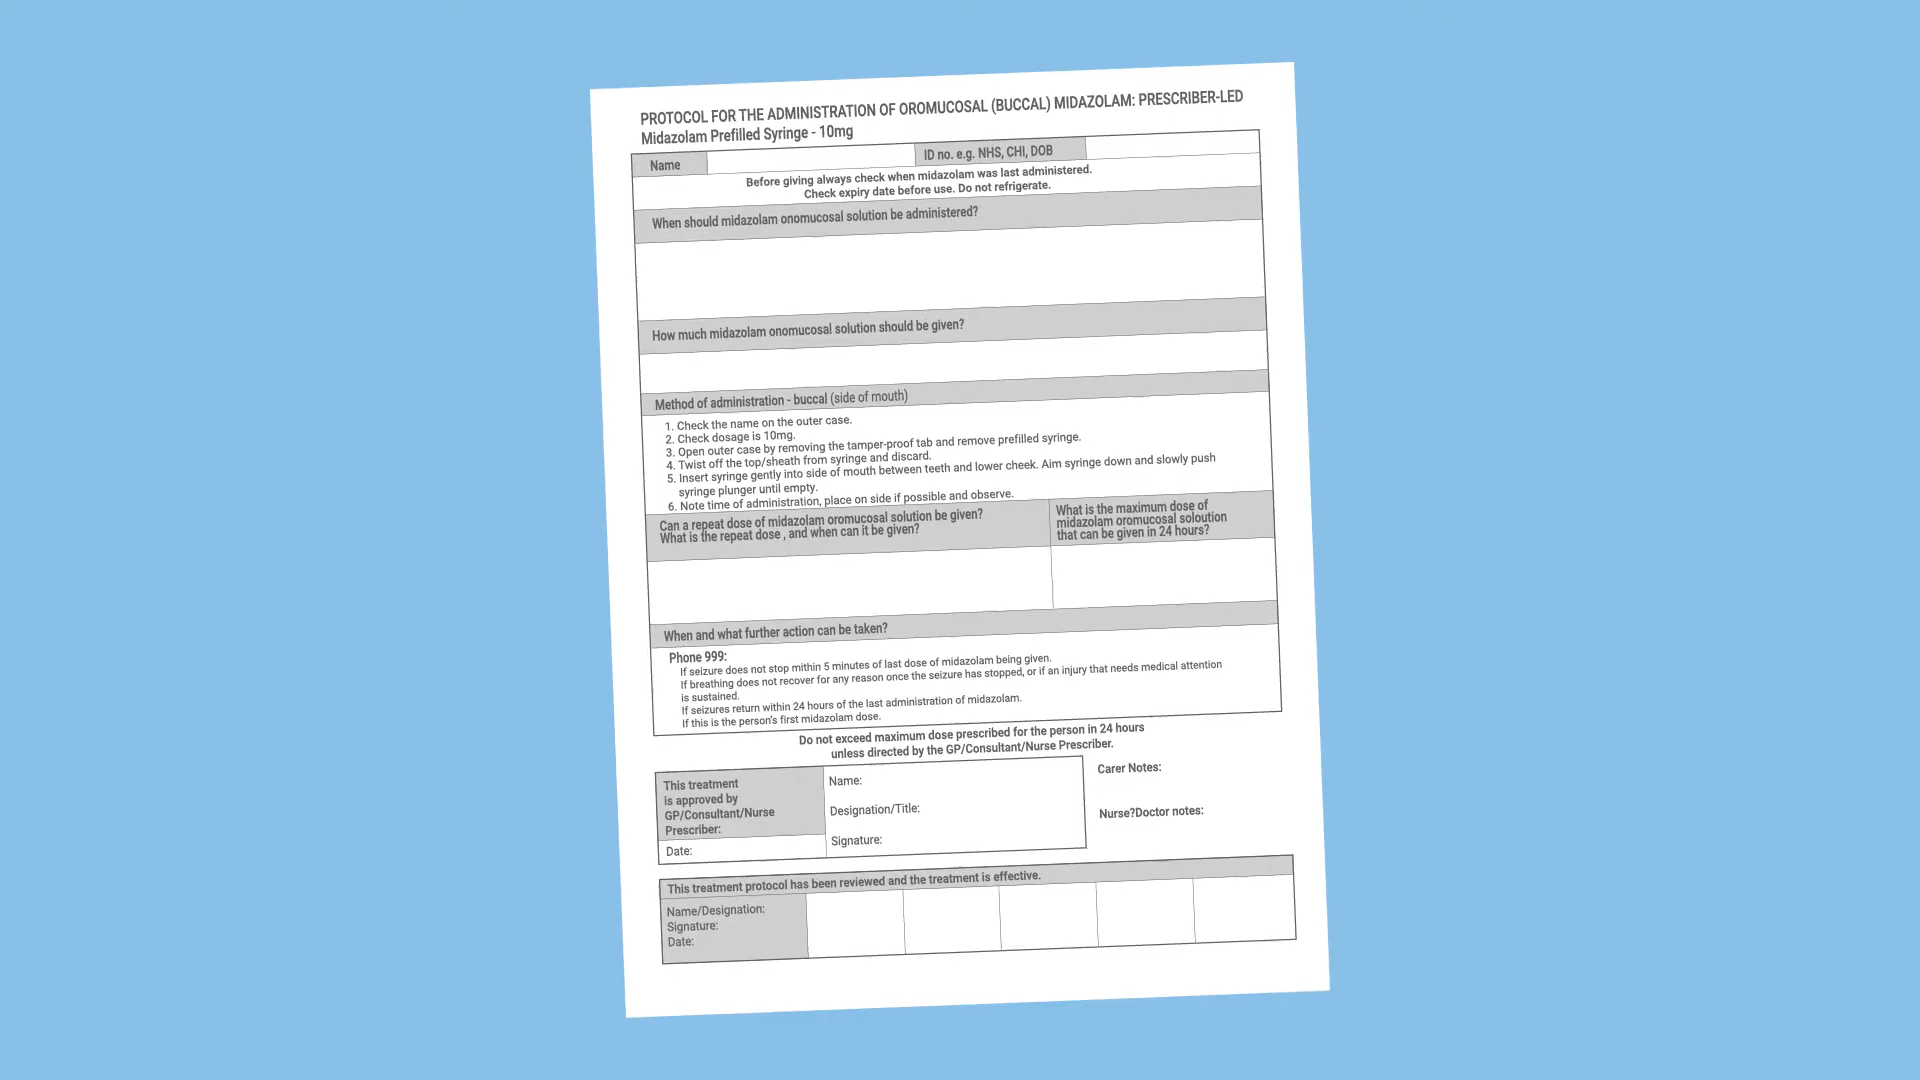 PROTOCOL FOR THE ADMINISTRATION OF OROMUCOSAL (BUCCAL) MIDAZOLAM: PRESCRIBER-LED
Midazolam Prefilled Syringe - 10mg
Name
ID no. e.g. NHS, CHI, DOB
Before giving always check when midazolam was last administered.
Check expiry date before use. Do not refrigerate.
When should midazolam onomucosal solution be administered?
How much midazolam onomucosal solution should be given?
Method of administration - buccal (side of mouth)
1. Check the name on the outer case.
2. Check dosage is 10mg.
3. Open outer case by removing the tamper-proof tab and remove prefilled syringe.
4. Twist off the top/sheath from syringe and discard.
5. Insert syringe gently into side of mouth between teeth and lower cheek. Aim syringe down and slowly push
syringe plunger until empty.
6. Note time of administration, place on side if possible and observe.
Can a repeat dose of midazolam oromucosal solution be given?
What is the repeat dose , and when can it be given?
What is the maximum dose of
midazolam oromucosal soloution
that can be given in 24 hours?
When and what further action can be taken?
Phone 999:
If seizure does not stop mithin 5 minutes of last dose of midazolam being given.
If breathing does not recover for any reason once the seizure has stopped, or if an injury that needs medical attention
is sustained.
If seizures return within 24 hours of the last administration of midazolam.
If this is the person's first midazolam dose.
Do not exceed maximum dose prescribed for the person in 24 hours
unless directed by the GP/Consultant/Nurse Prescriber.
This treatment
is approved by
GP/Consultant/Nurse
Prescriber:
Date:
Name:
Designation/Title:
Signature:
Carer Notes:
Nurse?Doctor notes:
This treatment protocol has been reviewed and the treatment is effective.
Name/Designation:
Signature:
Date: